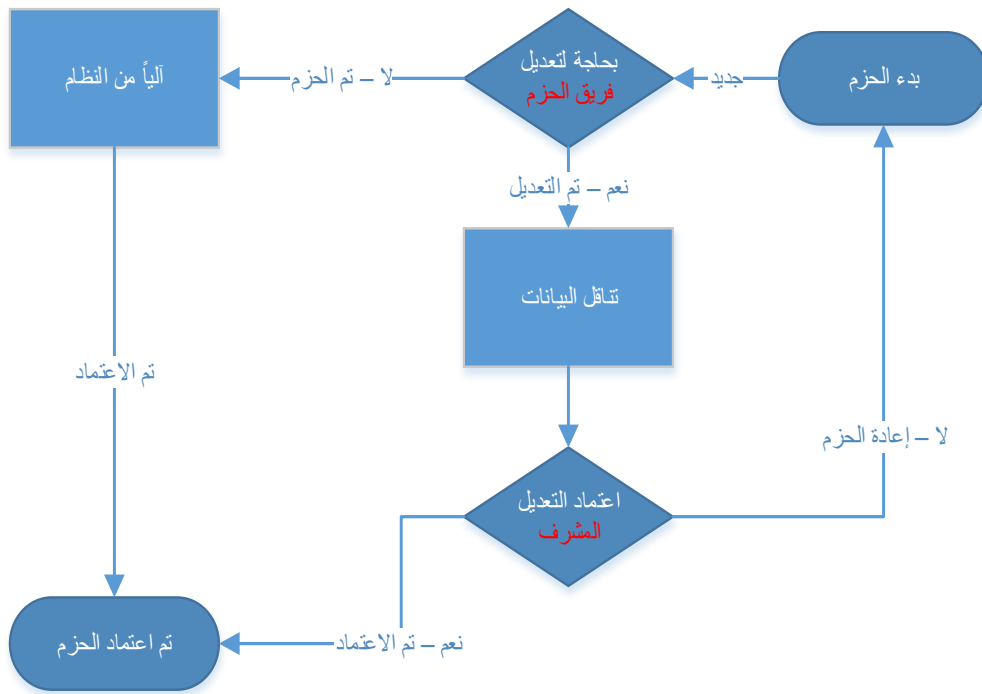 بدء الحزم
جديد
بحاجة لتعديل
فريق الحزم
لا – تم الحزم
آلياً من النظام
نعم – تم التعديل
تناقل البيانات
تم الاعتماد
لا – إعادة الحزم
اعتماد التعديل
المشرف
نعم – تم الاعتماد
تم اعتماد الحزم